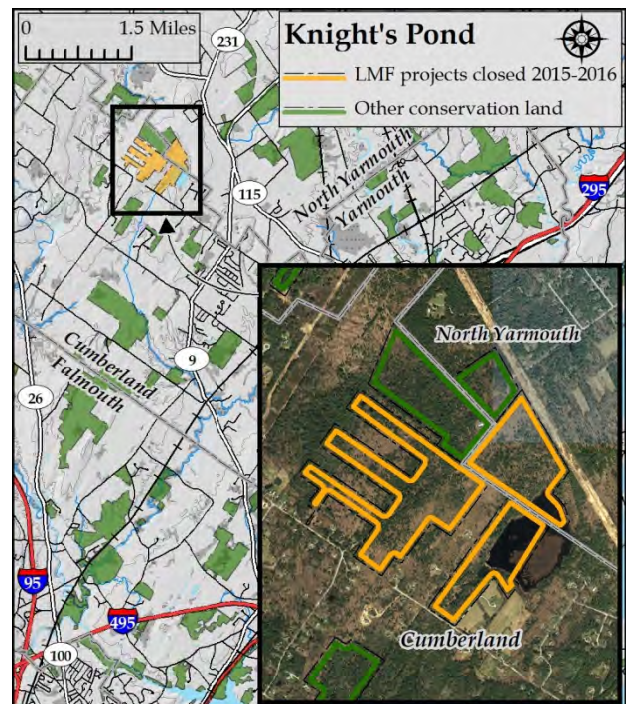 0 1.5 Miles
Knight's Pond
LMF projects closed 2015-2016
Other conservation land
231
115
North Yarmouth
Yarmouth
295
Cumberland
Falmouth
9
26
95
495
100
North Yarmouth
Cumberland